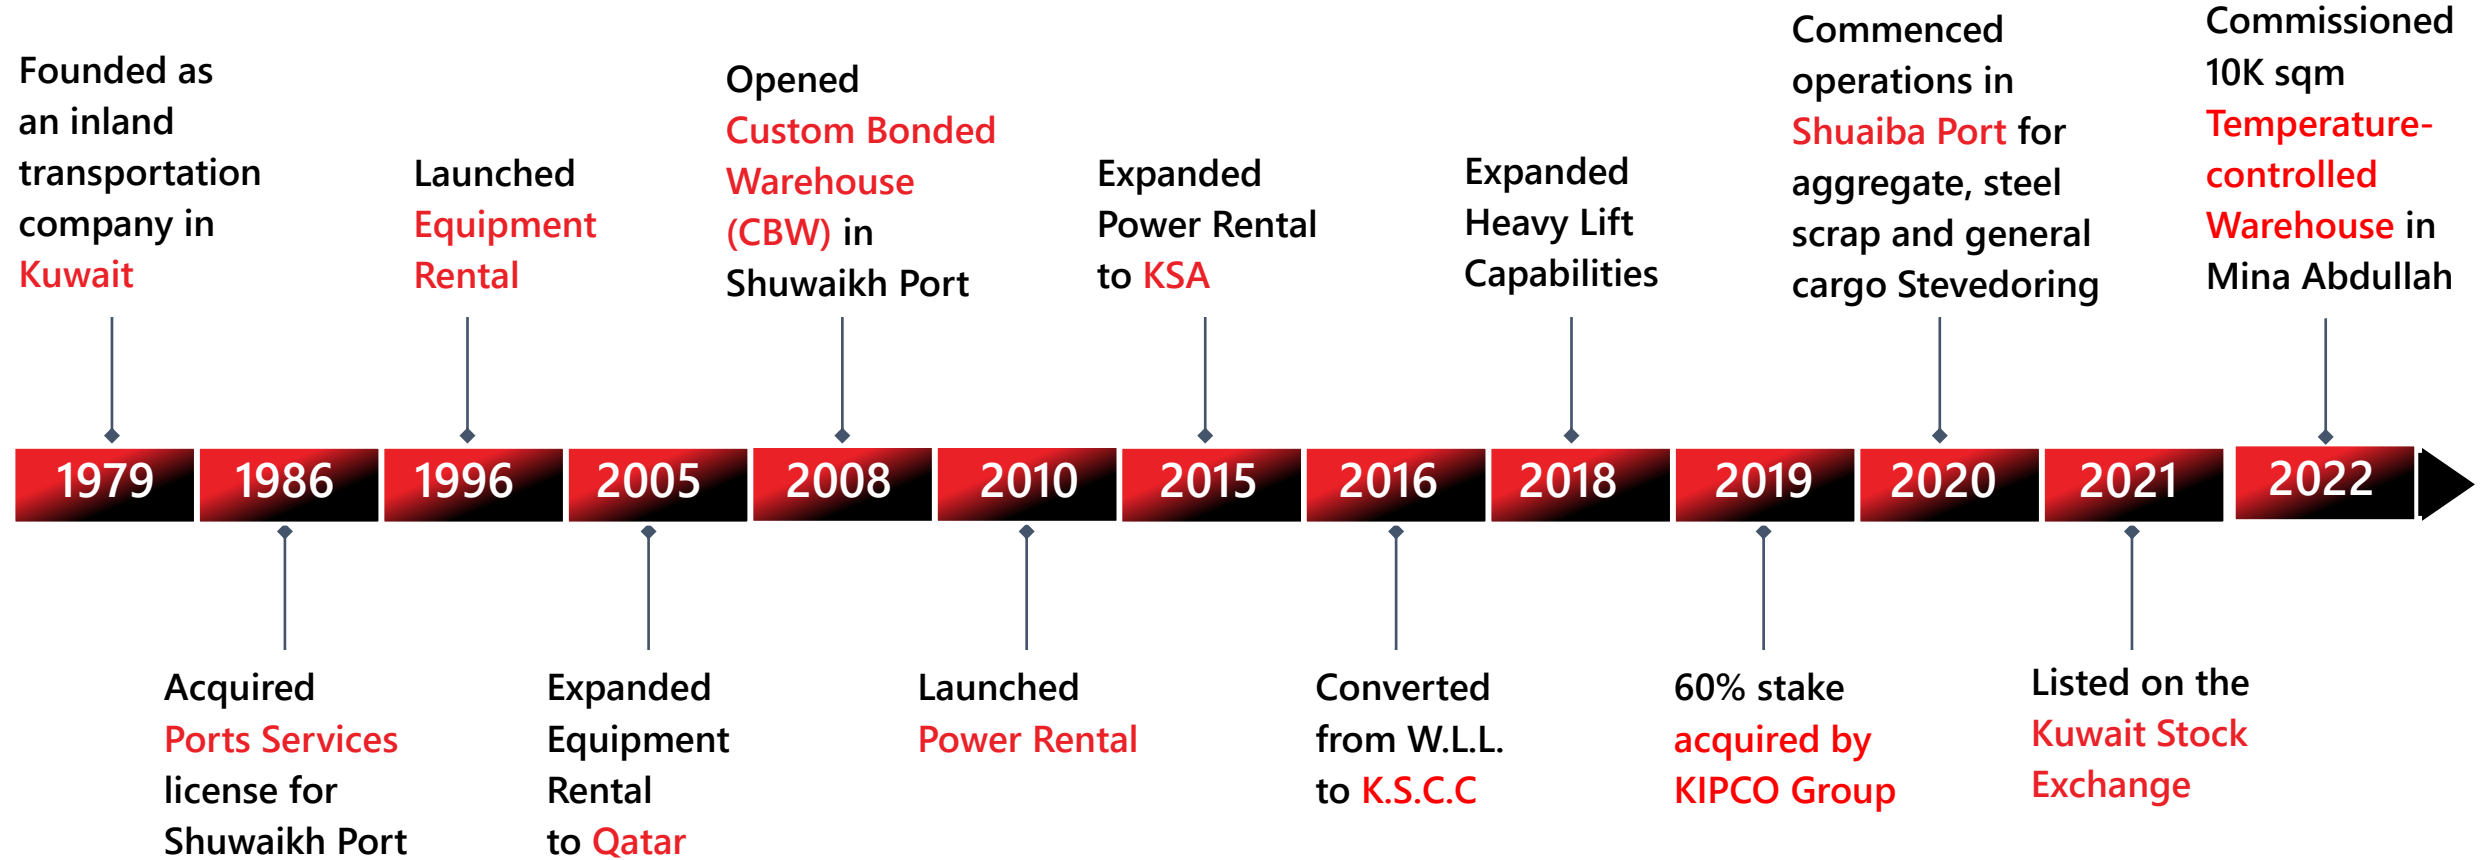 Founded as
an inland
transportation
company in
Kuwait
Launched
Equipment
Rental
Opened
Custom Bonded
Warehouse
(CBW) in
Shuwaikh Port
Expanded
Power Rental
to KSA
Expanded
Heavy Lift
Capabilities
Commenced
operations in
Shuaiba Port for
aggregate, steel
scrap and general
cargo Stevedoring
Commissioned
10K sqm
Temperature-
controlled
Warehouse in
Mina Abdullah
1979 1986 1996 2005 2008 2010 2015 2016 2018 2019 2020 2021 2022
Acquired
Ports Services
license for
Shuwaikh Port
Expanded
Equipment
Rental
to Qatar
Launched
Power Rental
Converted
from W.L.L.
to K.S.C.C
60% stake
acquired by
KIPCO Group
Listed on the
Kuwait Stock
Exchange